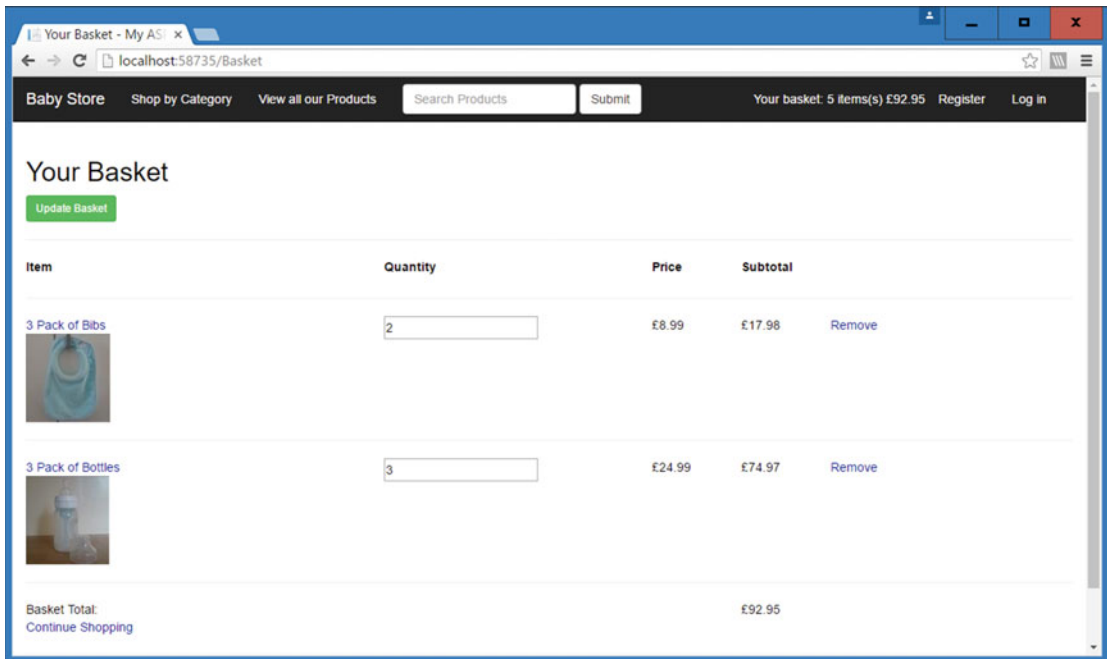 Your Basket - My AS
localhost:58735/Basket
Baby Store Shop by Category View all our Products Search Products Submit Your basket: 5 items(s) £92.95 Register Log in
Your Basket
Update Basket
Item Quantity Price Subtotal
3 Pack of Bibs 2 £8.99 £17.98 Remove
3 Pack of Bottles 3 £24.99 £74.97 Remove
Basket Total: £92.95
Continue Shopping